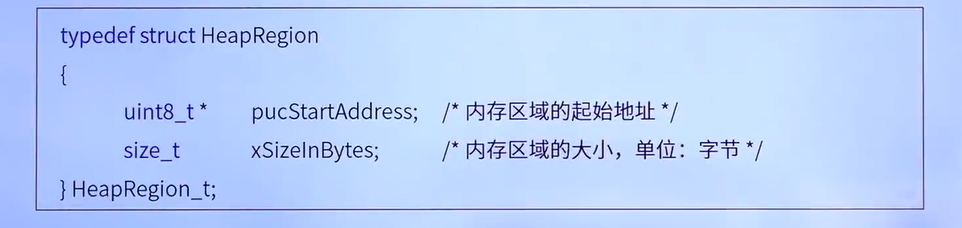 typedef struct HeapRegion
{
uint8_t * pucStartAddress; /* 内存区域的起始地址 */
size_t xSizeInBytes; /* 内存区域的大小，单位：字节 */
} HeapRegion_t;